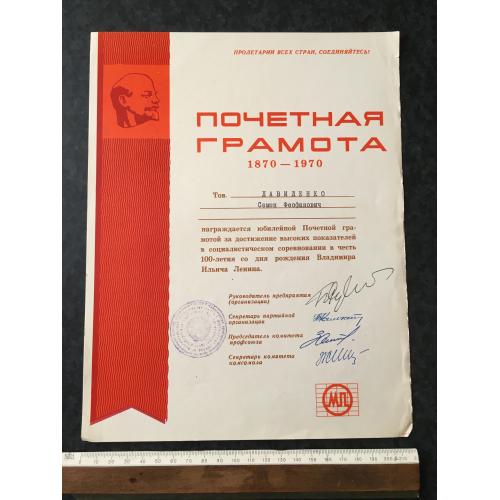 ПРОЛЕТАРИИ ВСЕХ СТРАН, СОЕДИНЯЙТЕСЬ!
ПОЧЕТНАЯ
ГРАМОТА
1870 — 1970
Тов. ДАВИДЕНКО
Семен Феофанович
награждается юбилейной Почетной гра-
мотой за достижение высоких показателей
в социалистическом соревновании в честь
100-летия со дня рождения Владимира
Ильича Ленина.
Руководитель предприятия
(организации)
Секретарь партийной
организации
Председатель комитета
профсоюза
Секретарь комитета
комсомола